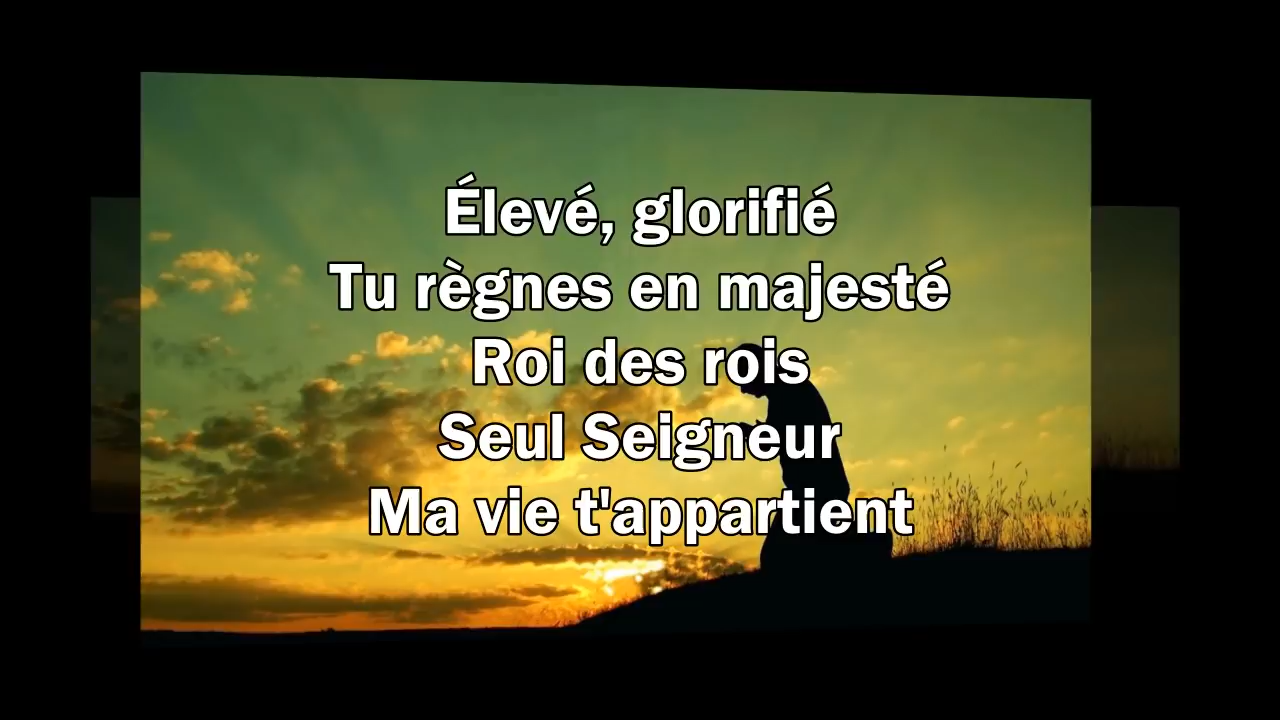 Élevé, glorifié
Tu règnes en majesté
Roi des rois
Seul Seigneur
Ma vie t'appartient